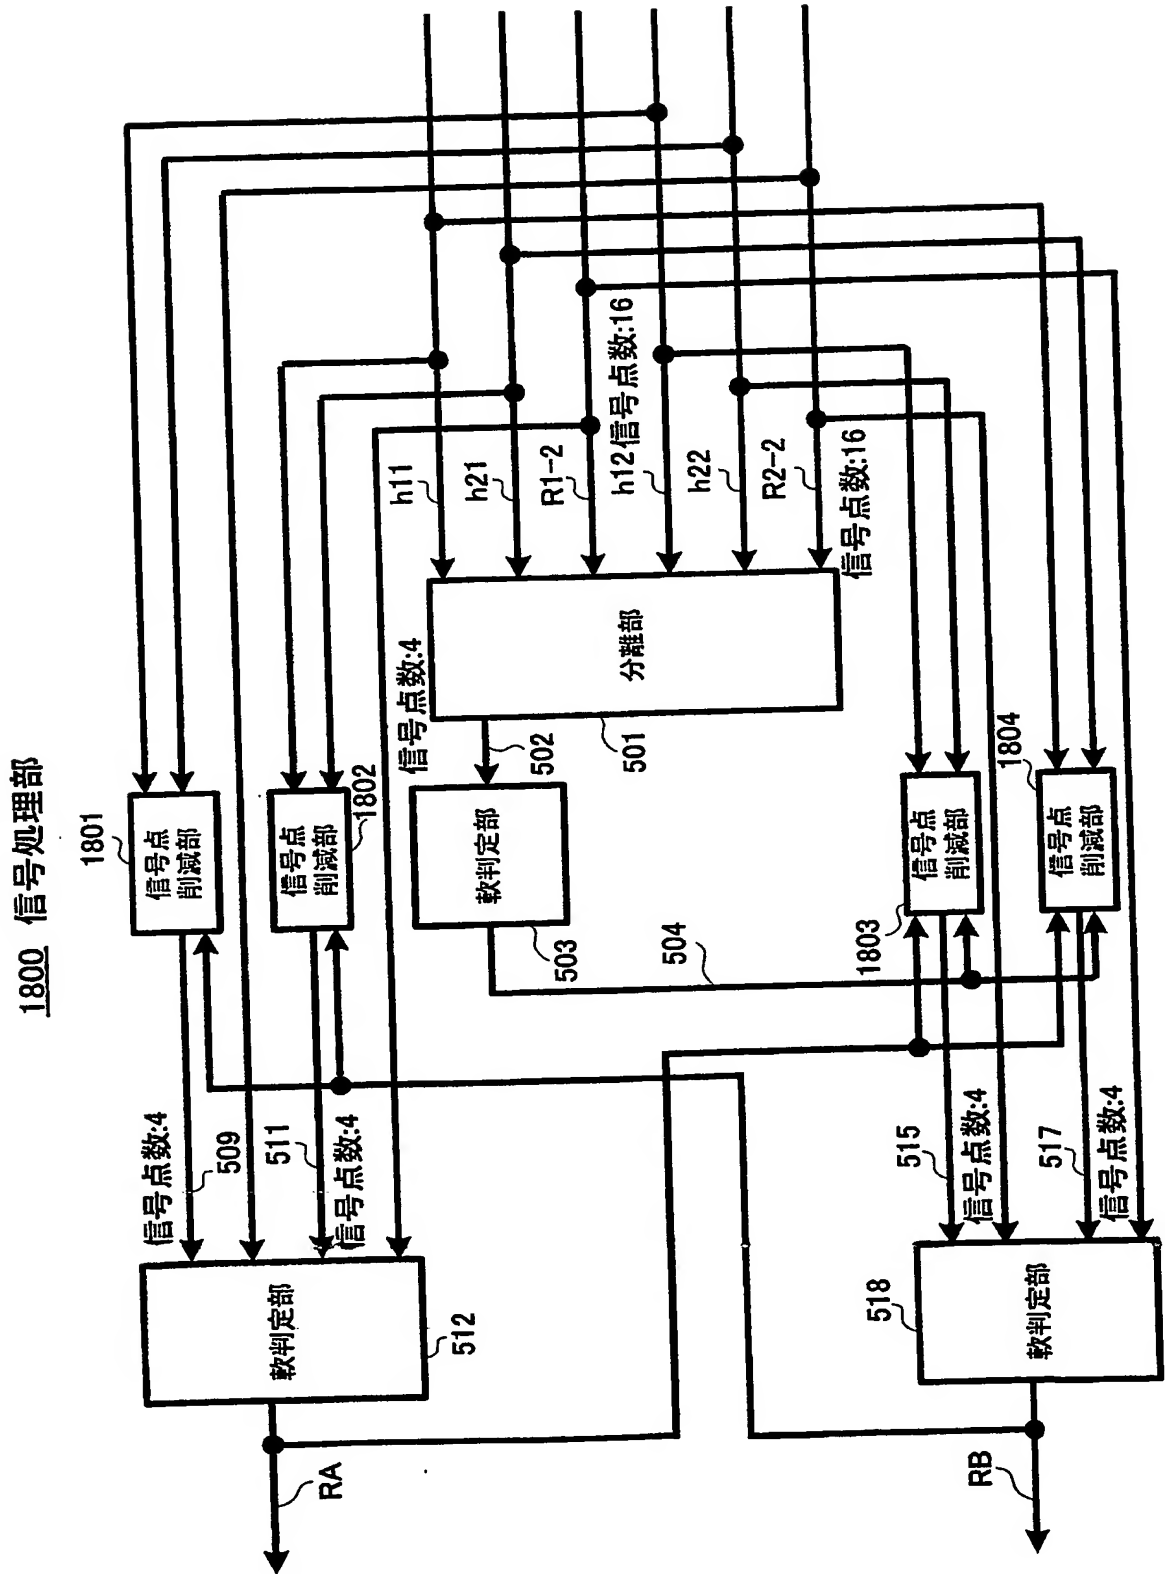 1800 信号処理部
1801
信号点
削減部
信号点
削減部
1802
信号点数:4
502
軟判定部
503
504
分離部
501
h11
h21
R1-2
h12
信号点数:16
h22
R2-2
信号点数:16
1803
信号点
削減部
1804
信号点
削減部
信号点数:4
509
511
信号点数:4
軟判定部
512
RA
515
信号点数:4
517
信号点数:4
518
軟判定部
RB